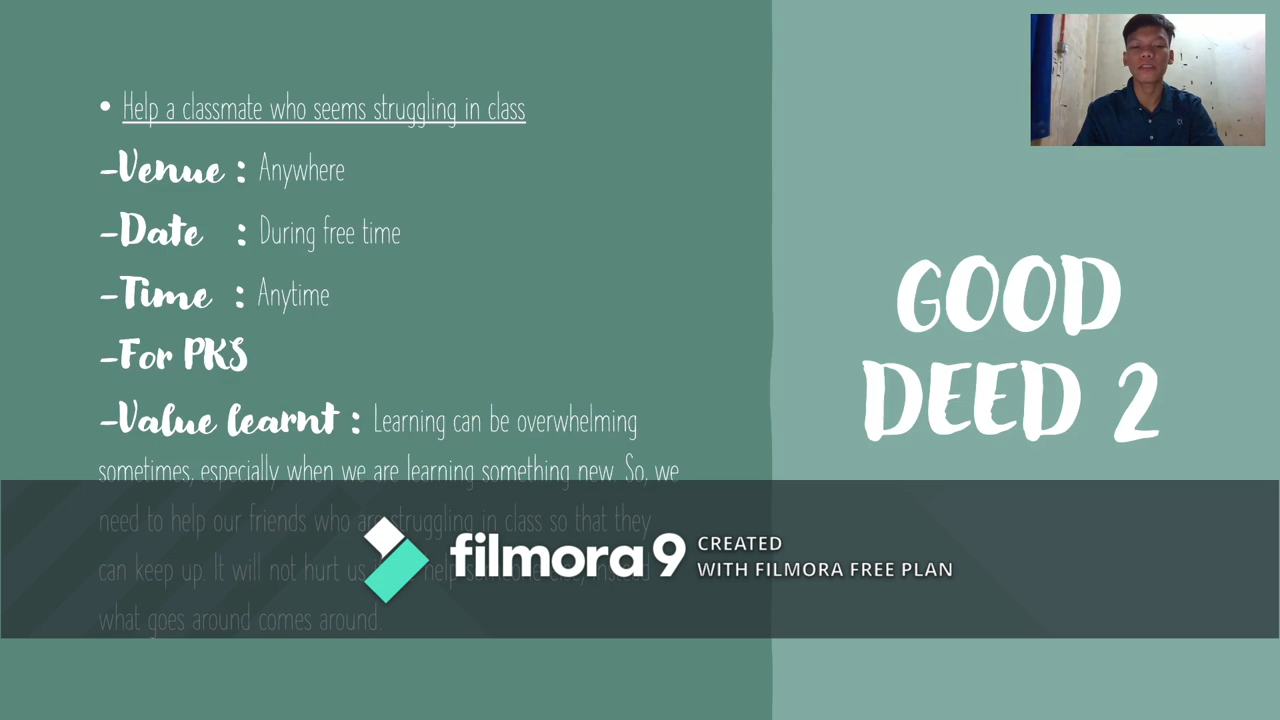 • Help a classmate who seems struggling in class
-Venue : Anywhere
-Date : During free time
-Time : Anytime
-For PKS
-Value learnt : Learning can be overwhelming
sometimes, especially when we are learning something new. So, we
need to help our friends who are struggling in class so that they
can keep up. It will not hurt us help
what goes around comes around.
GOOD
DEED 2
filmora 9
CREATED
WITH FILMORA FREE PLAN